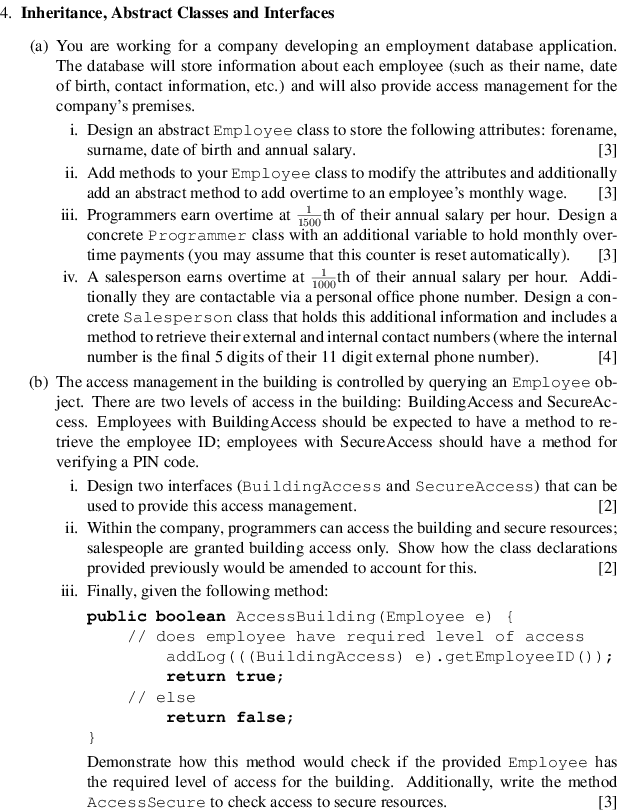 4. Inheritance, Abstract Classes and Interfaces
(a) You are working for a company developing an employment database application.
The database will store information about each employee (such as their name, date
of birth, contact information, etc.) and will also provide access management for the
company's premises.
i. Design an abstract Employee class to store the following attributes: forename,
surname, date of birth and annual salary. [3]
ii. Add methods to your Employee class to modify the attributes and additionally
add an abstract method to add overtime to an employee's monthly wage. [3]
iii. Programmers earn overtime at 1/1500th of their annual salary per hour. Design a
concrete Programmer class with an additional variable to hold monthly over-
time payments (you may assume that this counter is reset automatically). [3]
iv. A salesperson earns overtime at 1/1000th of their annual salary per hour. Addi-
tionally they are contactable via a personal office phone number. Design a con-
crete Salesperson class that holds this additional information and includes a
method to retrieve their external and internal contact numbers (where the internal
number is the final 5 digits of their 11 digit external phone number). [4]
(b) The access management in the building is controlled by querying an Employee ob-
ject. There are two levels of access in the building: BuildingAccess and SecureAc-
cess. Employees with BuildingAccess should be expected to have a method to re-
trieve the employee ID; employees with SecureAccess should have a method for
verifying a PIN code.
i. Design two interfaces (BuildingAccess and SecureAccess) that can be
used to provide this access management. [2]
ii. Within the company, programmers can access the building and secure resources;
salespeople are granted building access only. Show how the class declarations
provided previously would be amended to account for this. [2]
iii. Finally, given the following method:
public boolean AccessBuilding(Employee e) {
// does employee have required level of access
addLog(((BuildingAccess) e).getEmployeeID());
return true;
// else
return false;
}
Demonstrate how this method would check if the provided Employee has
the required level of access for the building. Additionally, write the method
AccessSecure to check access to secure resources. [3]